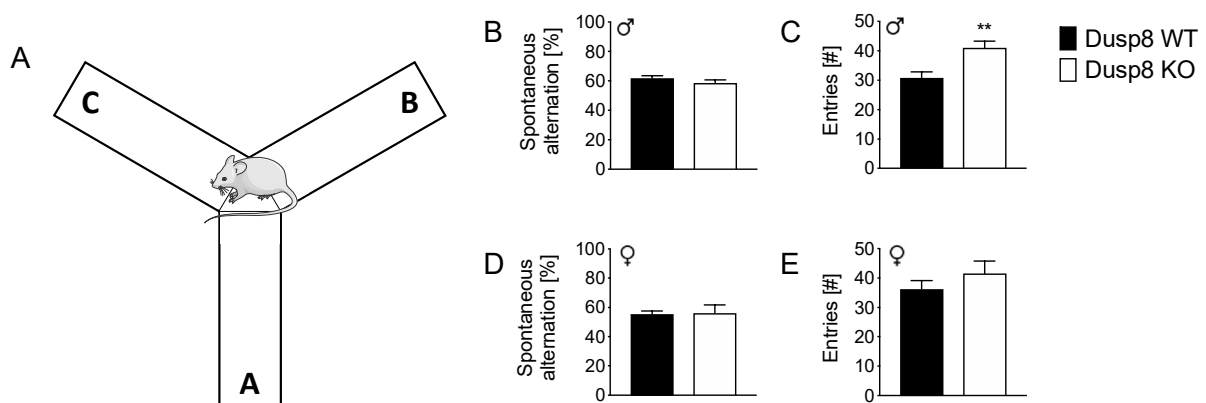 A
C
B
A
B
♂
Spontaneous
alternation [%]
100
80
60
40
20
0
C
♂
**
Entries [#]
50
40
30
20
10
0
Dusp8 WT
Dusp8 KO
D
♀
Spontaneous
alternation [%]
100
80
60
40
20
0
E
♀
Entries [#]
50
40
30
20
10
0